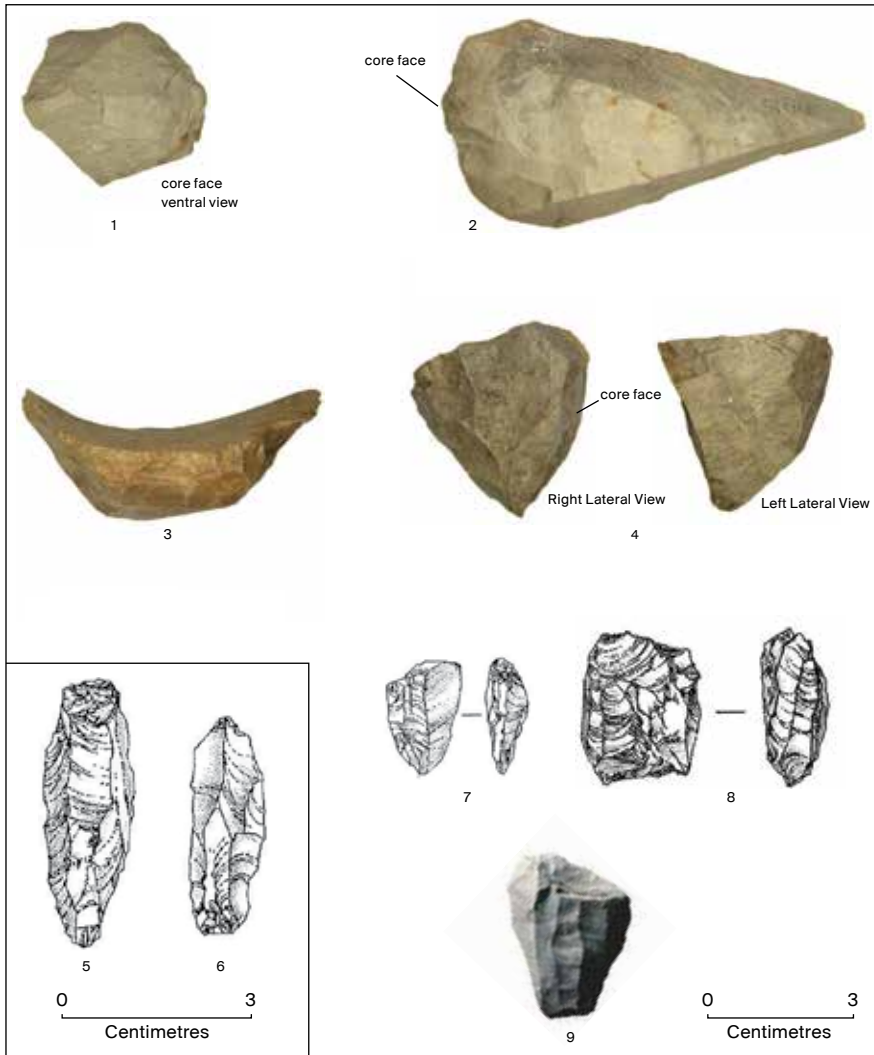 core face
core face
ventral view
1
2
core face
Right Lateral View
Left Lateral View
3
4
7
8
5
6
9
0 3
Centimetres
0 3
Centimetres